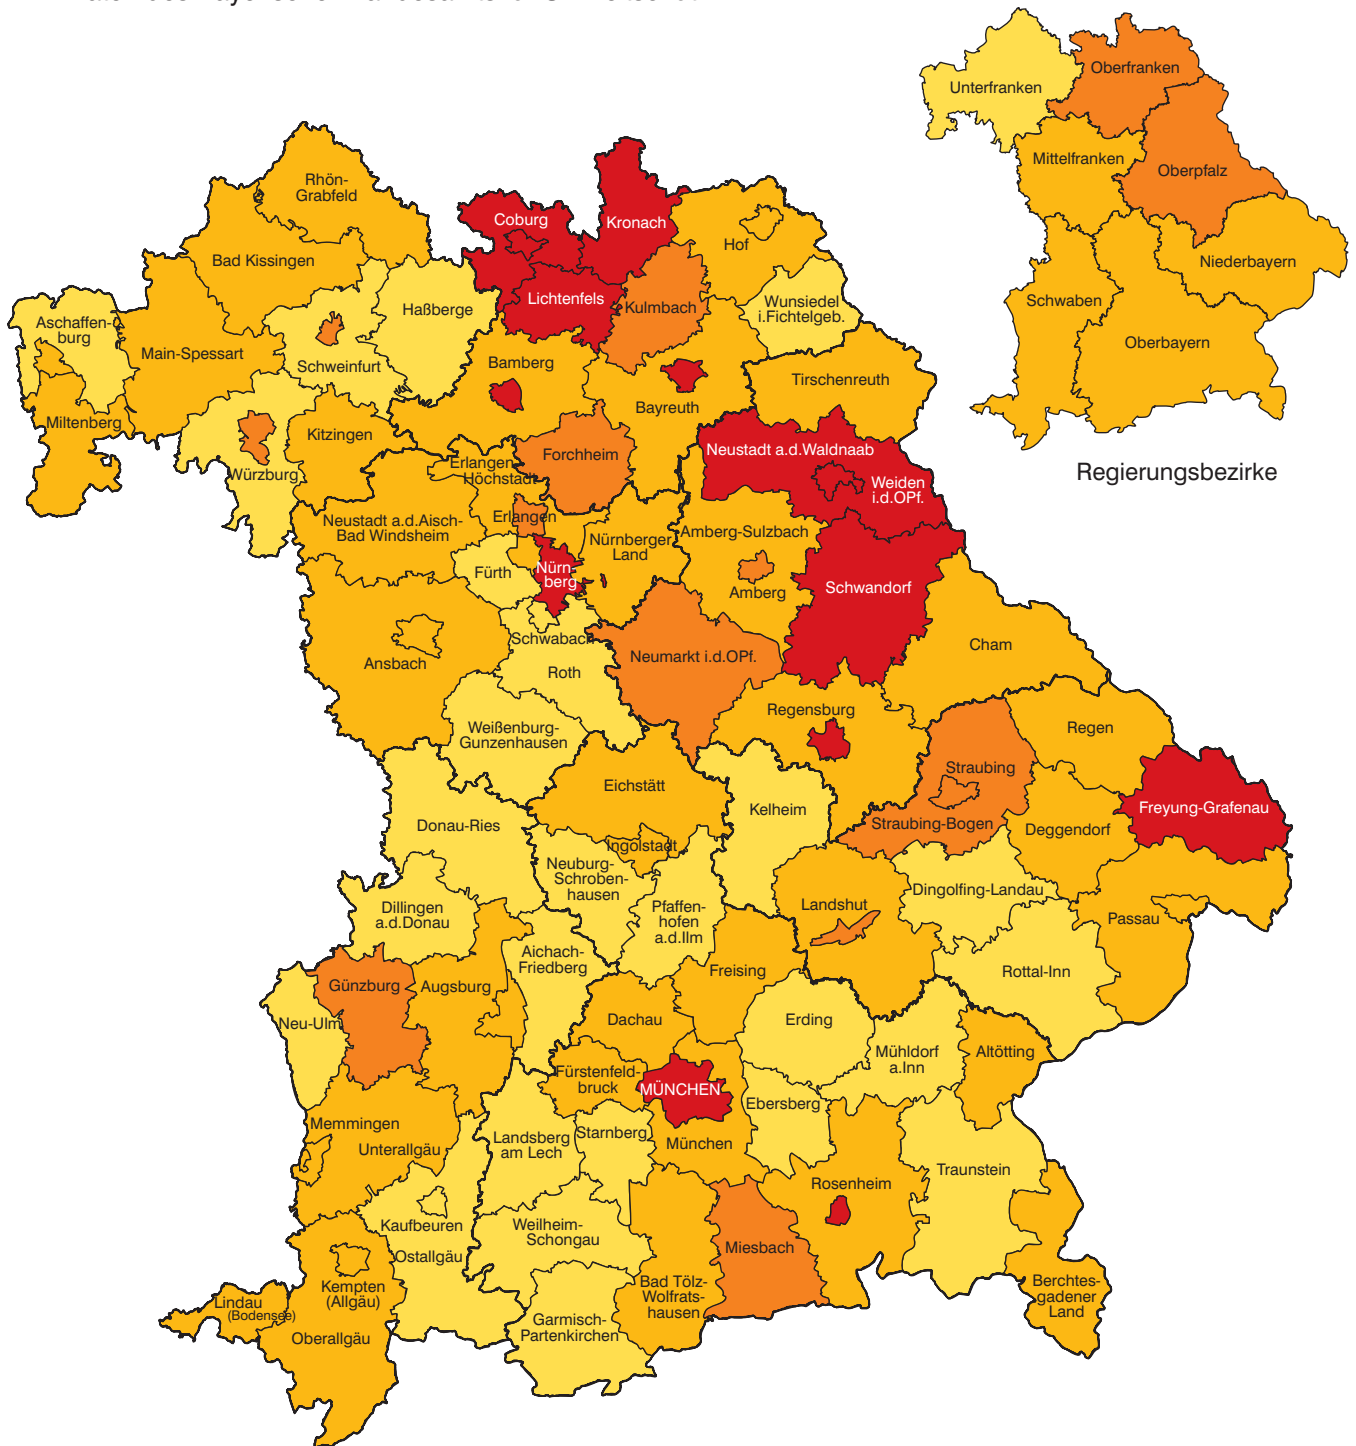 Unterfranken
Oberfranken
Mittelfranken
Oberpfalz
Niederbayern
Schwaben
Oberbayern
Regierungsbezirke
Rhön-
Grabfeld
Coburg
Kronach
Hof
Bad Kissingen
Lichtenfels
Kulmbach
Wunsiedel
i.Fichtelgeb.
Haßberge
Aschaffen-
burg
Main-Spessart
Schweinfurt
Bamberg
Tirschenreuth
Bayreuth
Miltenberg
Kitzingen
Würzburg
Erlangen-
Höchstadt
Forchheim
Neustadt a.d.Waldnaab
Weiden
i.d.OPf.
Neustadt a.d.Aisch-
Bad Windsheim
Erlangen
Nürnberger
Land
Amberg-Sulzbach
Fürth
Nürn-
berg
Amberg
Schwandorf
Schwabach
Ansbach
Roth
Neumarkt i.d.OPf.
Cham
Regensburg
Weißenburg-
Gunzenhausen
Regen
Straubing
Eichstätt
Kelheim
Freyung-Grafenau
Donau-Ries
Straubing-Bogen
Deggendorf
Ingolstadt
Neuburg-
Schroben-
hausen
Dingolfing-Landau
Dillingen
a.d.Donau
Pfaffen-
hofen
a.d.Ilm
Landshut
Passau
Aichach-
Friedberg
Freising
Rottal-Inn
Günzburg
Augsburg
Neu-Ulm
Dachau
Erding
Mühldorf
a.Inn
Altötting
Fürstenfeld-
bruck
MÜNCHEN
Ebersberg
Memmingen
Unterallgäu
Landsberg
am Lech
Starnberg
München
Traunstein
Rosenheim
Kaufbeuren
Weilheim-
Schongau
Ostallgäu
Miesbach
Kempten
(Allgäu)
Bad Tölz-
Wolfrats-
hausen
Berchtes-
gadener
Land
Lindau
(Bodensee)
Oberallgäu
Garmisch-
Partenkirchen